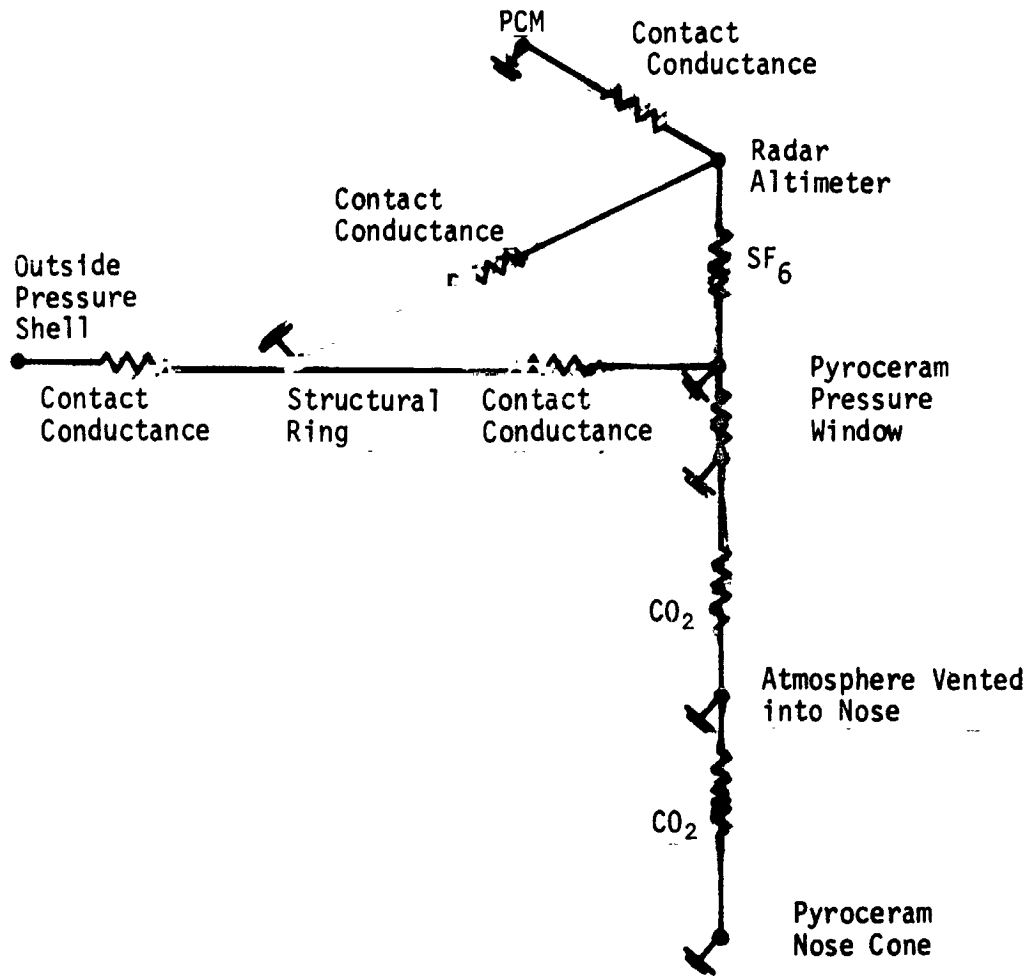 PCM
Contact
Conductance
Radar
Altimeter
Contact
Conductance
SF₆
Outside
Pressure
Shell
Contact
Conductance
Structural
Ring
Contact
Conductance
Pyroceram
Pressure
Window
CO₂
Atmosphere Vented
into Nose
CO₂
Pyroceram
Nose Cone